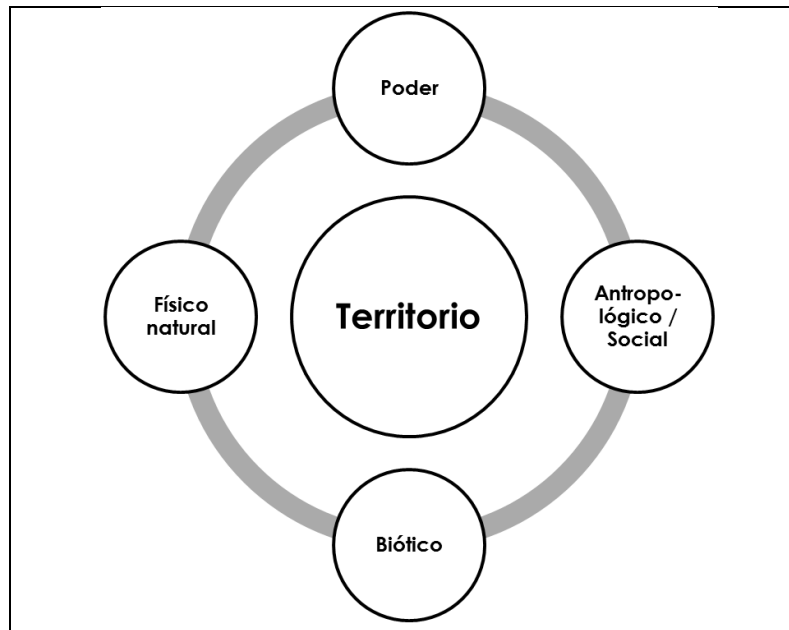 Poder
Físico
natural
Territorio
Antropo-
lógico /
Social
Biótico